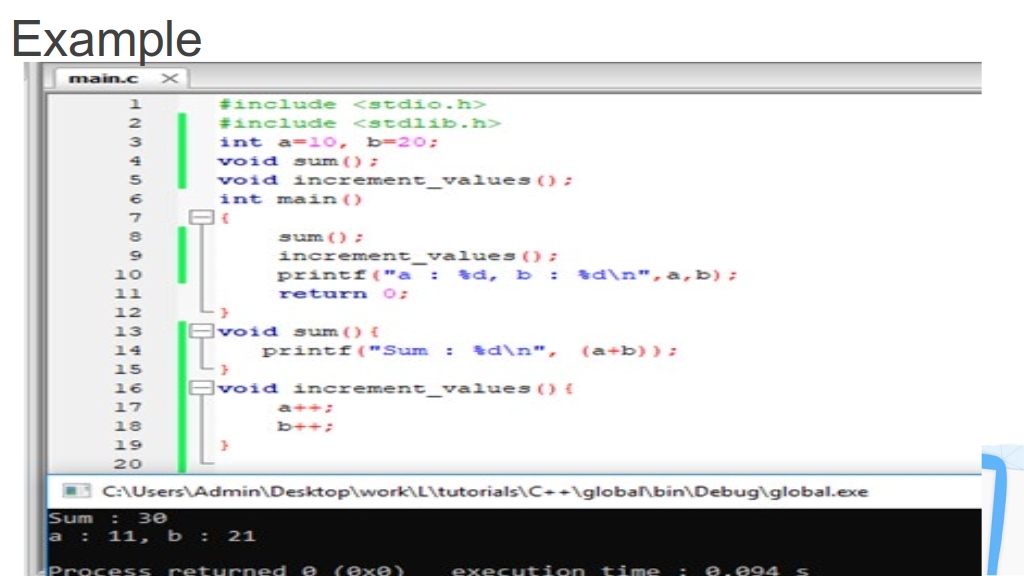 Example
main.c
1 #include <stdio.h>
2 #include <stdlib.h>
3 int a=10, b=20;
4 void sum();
5 void increment_values();
6 int main()
7 {
8 sum();
9 increment_values();
10 printf("a : %d, b : %d\n",a,b);
11 return 0;
12 }
13 void sum(){
14 printf("Sum : %d\n", (a+b));
15 }
16 void increment_values(){
17 a++;
18 b++;
19 }
20
C:\Users\Admin\Desktop\work\L\tutorials\C++\global\bin\Debug\global.exe
Sum : 30
a : 11, b : 21
Process returned 0 (0x0) execution time : 0.094 s